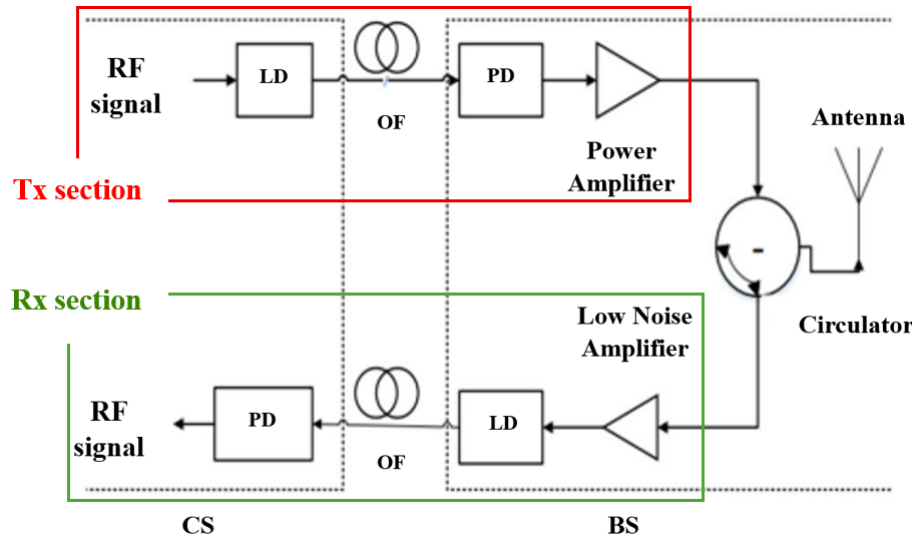 RF
signal
LD
OF
PD
Power
Amplifier
Antenna
Tx section
-
Circulator
Rx section
Low Noise
Amplifier
RF
signal
PD
OF
LD
CS
BS